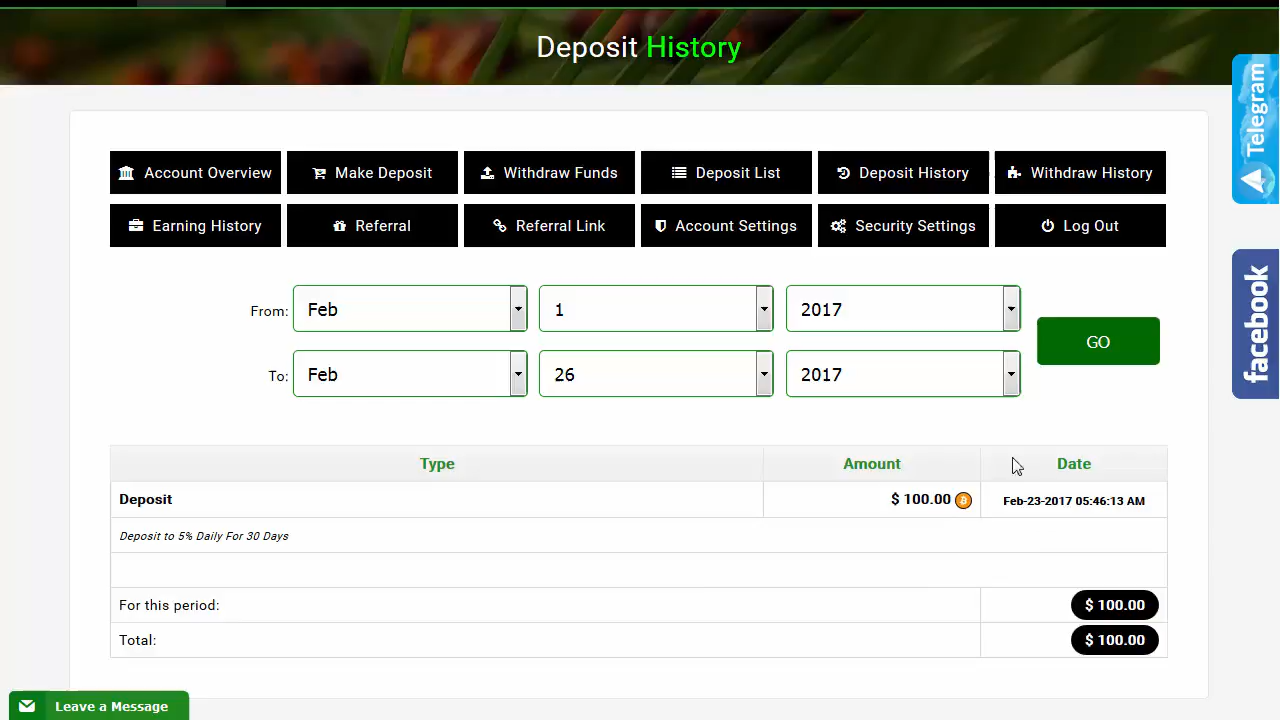 Deposit History
Account Overview
Make Deposit
Withdraw Funds
Deposit List
Deposit History
Withdraw History
Earning History
Referral
Referral Link
Account Settings
Security Settings
Log Out
From: Feb 1 2017
To: Feb 26 2017
GO
Type Amount Date
Deposit $ 100.00 Feb-23-2017 05:46:13 AM
Deposit to 5% Daily For 30 Days
For this period: $ 100.00
Total: $ 100.00
Leave a Message
Telegram
facebook